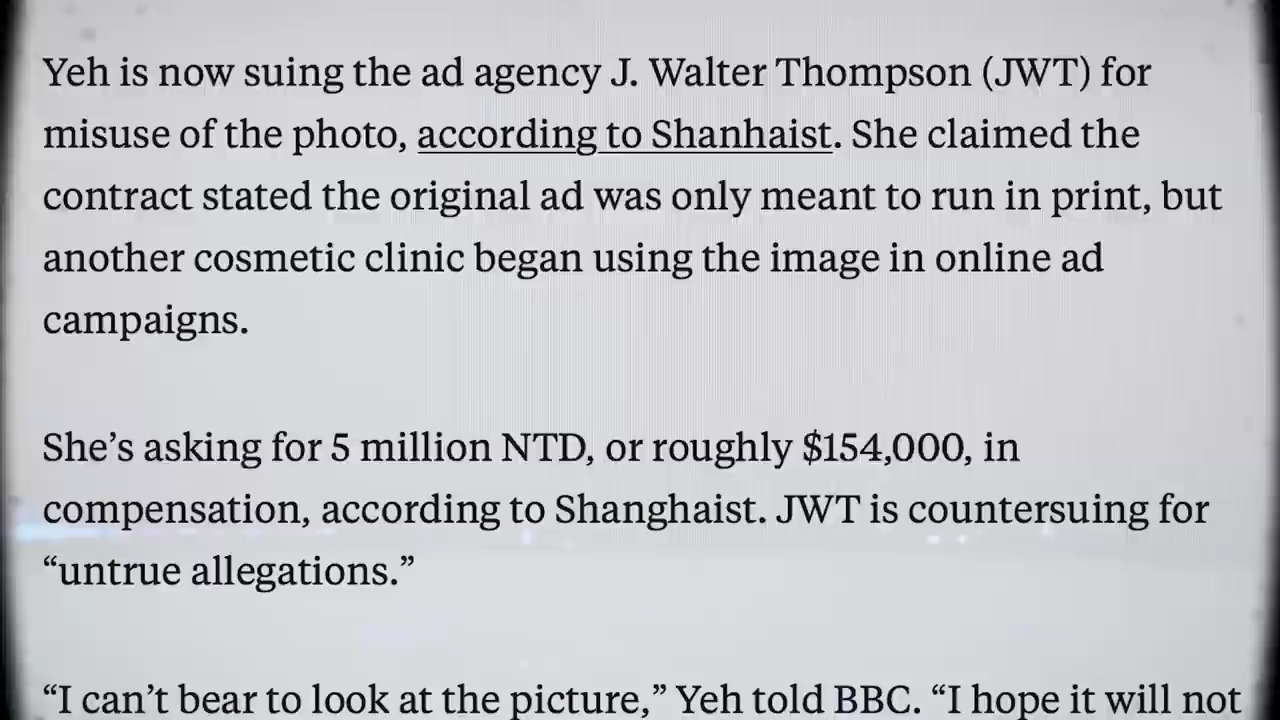 Yeh is now suing the ad agency J. Walter Thompson (JWT) for
misuse of the photo, according to Shanhaist. She claimed the
contract stated the original ad was only meant to run in print, but
another cosmetic clinic began using the image in online ad
campaigns.
She’s asking for 5 million NTD, or roughly $154,000, in
compensation, according to Shanghaist. JWT is countersuing for
“untrue allegations.”
“I can’t bear to look at the picture,” Yeh told BBC. “I hope it will not